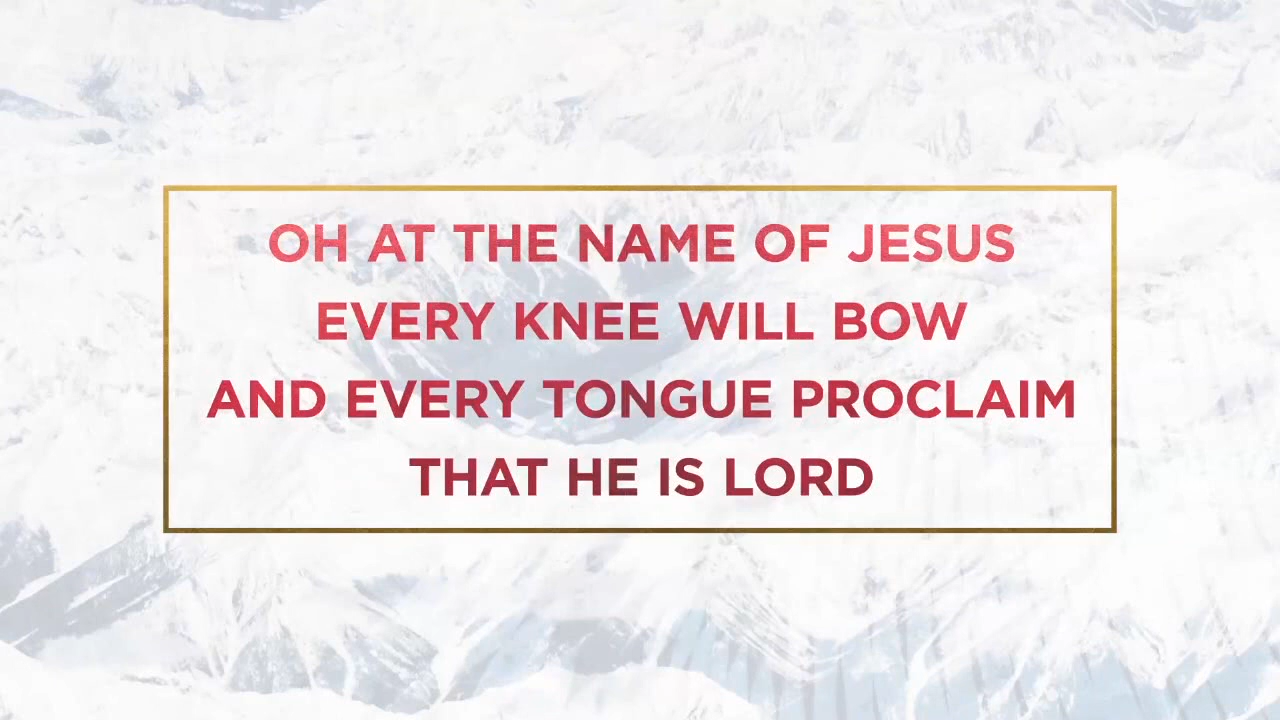 OH AT THE NAME OF JESUS
EVERY KNEE WILL BOW
AND EVERY TONGUE PROCLAIM
THAT HE IS LORD